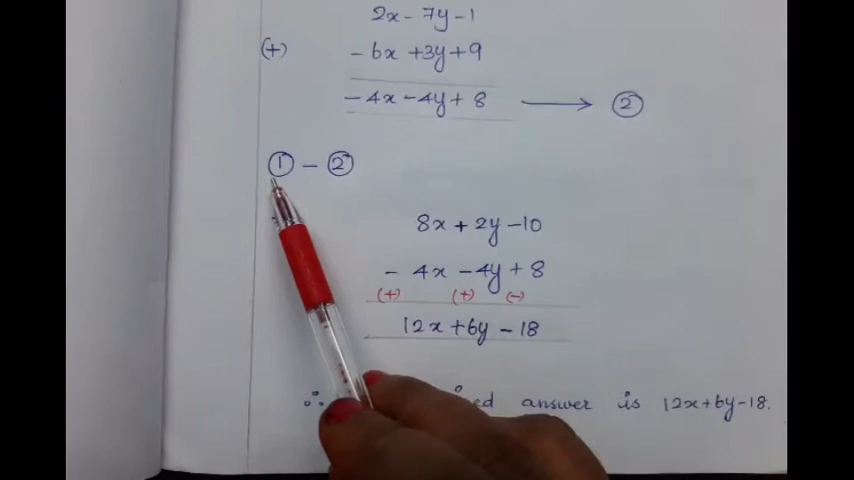 2x - 7y - 1
(+) - 6x + 3y + 9
- 4x - 4y + 8 → ②
① - ②
8x + 2y - 10
- 4x - 4y + 8
(+) (+) (-)
12x + 6y - 18
∴ answer is 12x + 6y - 18.